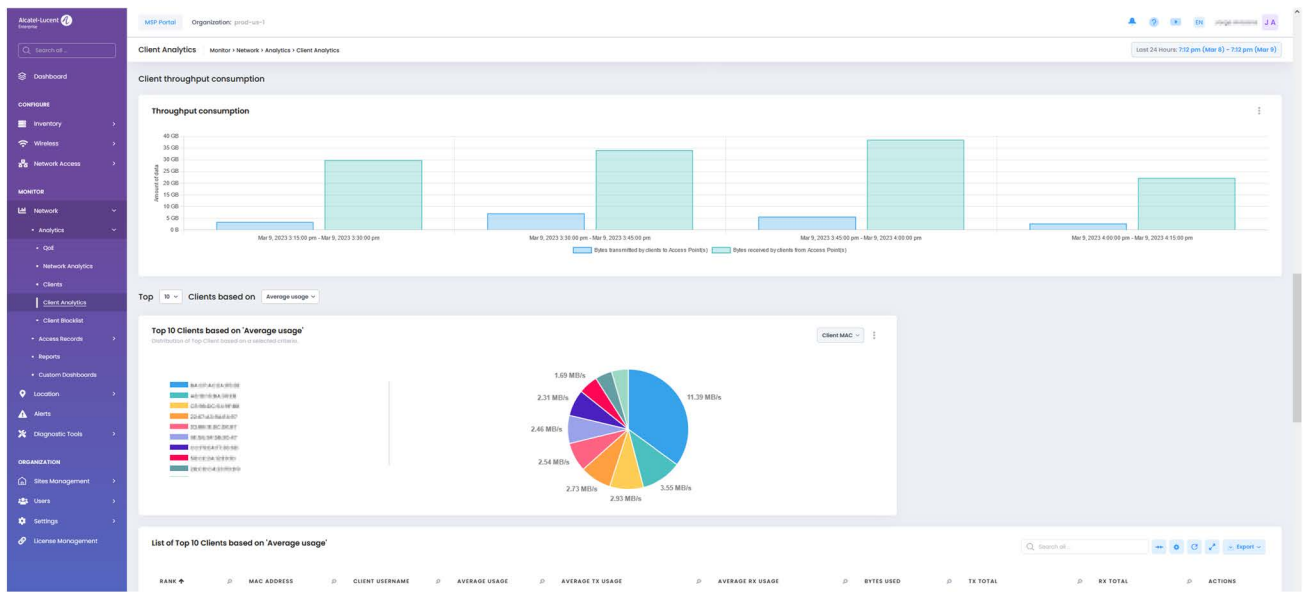 Alcatel-Lucent
Enterprise
MSP Portal Organization: prod-us-1
EN J A
Search all ..
Client Analytics Monitor > Network > Analytics > Client Analytics
Last 24 Hours: 7:12 pm (Mar 8) - 7:12 pm (Mar 9)
Dashboard
CONFIGURE
Inventory
Wireless
Network Access
MONITOR
Network
Analytics
QoE
Network Analytics
Clients
Client Analytics
Client Blocklist
Access Records
Reports
Custom Dashboards
Location
Alerts
Diagnostic Tools
ORGANIZATION
Sites Management
Users
Settings
License Management
Client throughput consumption
Throughput consumption
Amount of data
40 GB
35 GB
30 GB
25 GB
20 GB
15 GB
10 GB
5 GB
0 B
Mar 9, 2023 3:15:00 pm - Mar 9, 2023 3:30:00 pm
Mar 9, 2023 3:30:00 pm - Mar 9, 2023 3:45:00 pm
Mar 9, 2023 3:45:00 pm - Mar 9, 2023 4:00:00 pm
Mar 9, 2023 4:00:00 pm - Mar 9, 2023 4:15:00 pm
Bytes transmitted by clients to Access Point(s) Bytes received by clients from Access Point(s)
Top 10 Clients based on Average usage
Top 10 Clients based on 'Average usage'
Distribution of Top Client based on a selected criteria.
Client MAC
1.69 MB/s
2.31 MB/s
2.46 MB/s
2.54 MB/s
2.73 MB/s
2.93 MB/s
3.55 MB/s
11.39 MB/s
List of Top 10 Clients based on 'Average usage'
Search all ..
Export
RANK MAC ADDRESS CLIENT USERNAME AVERAGE USAGE AVERAGE TX USAGE AVERAGE RX USAGE BYTES USED TX TOTAL RX TOTAL ACTIONS